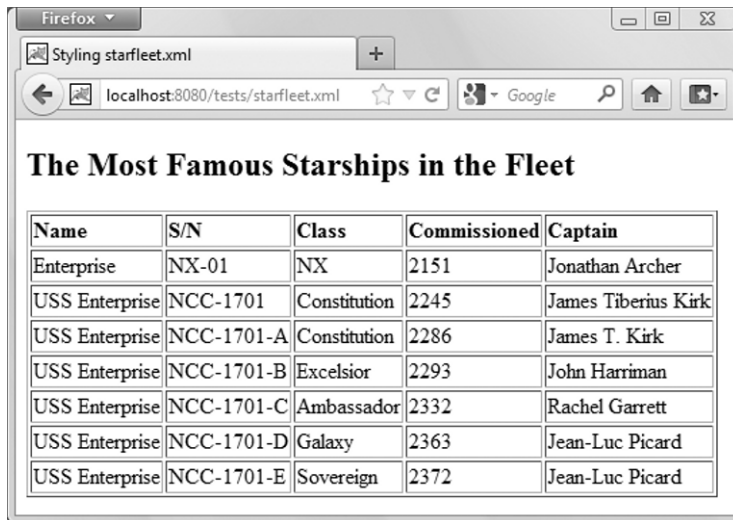 Firefox
Styling starfleet.xml
localhost:8080/tests/starfleet.xml Google
The Most Famous Starships in the Fleet
Name S/N Class Commissioned Captain
Enterprise NX-01 NX 2151 Jonathan Archer
USS Enterprise NCC-1701 Constitution 2245 James Tiberius Kirk
USS Enterprise NCC-1701-A Constitution 2286 James T. Kirk
USS Enterprise NCC-1701-B Excelsior 2293 John Harriman
USS Enterprise NCC-1701-C Ambassador 2332 Rachel Garrett
USS Enterprise NCC-1701-D Galaxy 2363 Jean-Luc Picard
USS Enterprise NCC-1701-E Sovereign 2372 Jean-Luc Picard